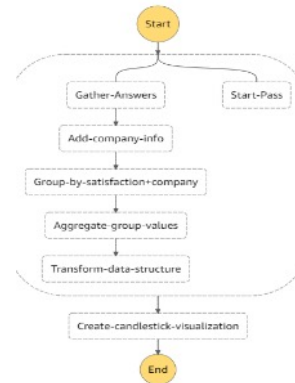 Start
Gather-Answers
Start-Pass
Add-company-info
Group-by-satisfaction+company
Aggregate-group-values
Transform-data-structure
Create-candlestick-visualization
End